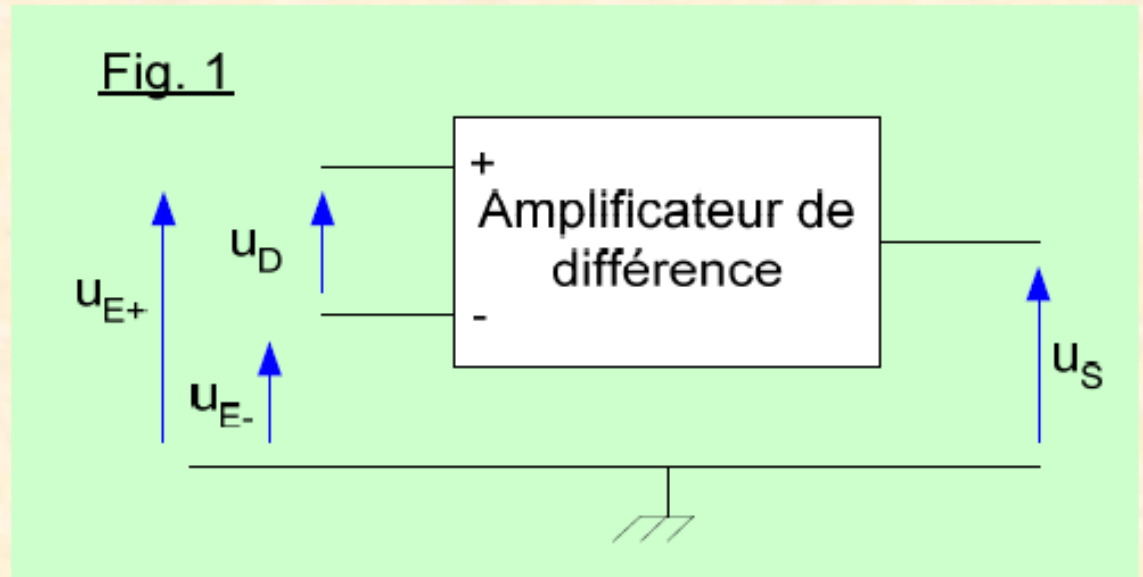 Fig. 1
+
Amplificateur de
différence
-
uD
uE+
uE-
uS